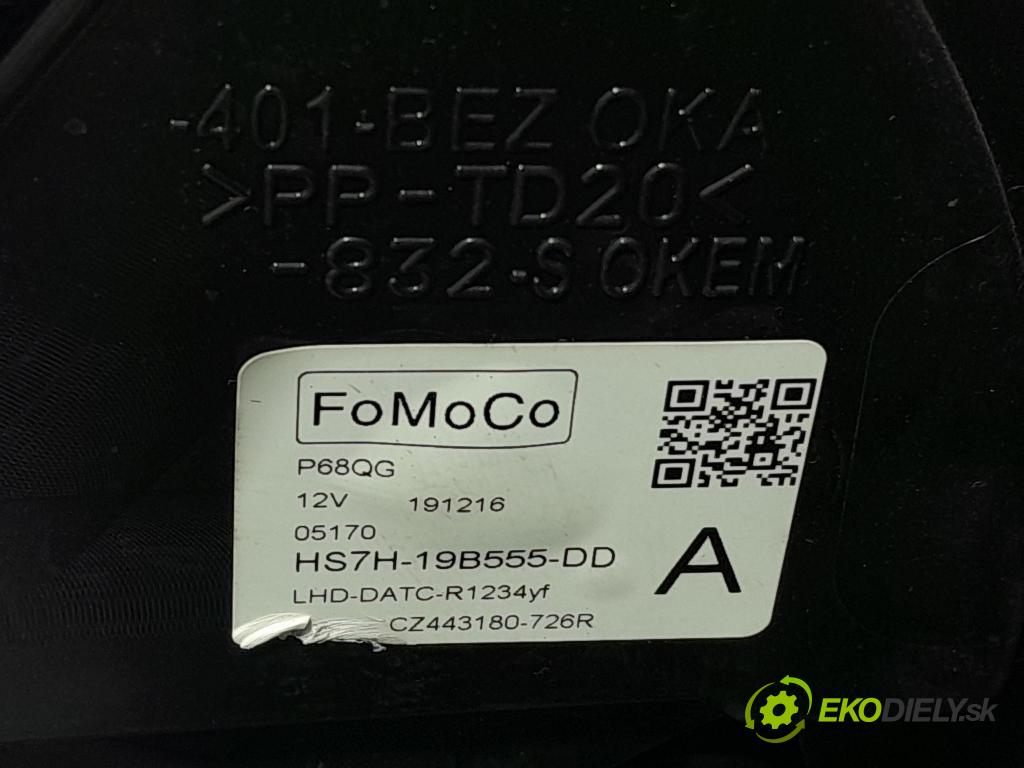 -401-BEZ OKA
>PP-TD20<
-832-S OKEM
FoMoCo
P68QG
12V 191216
05170
HS7H-19B555-DD
A
LHD-DATC-R1234yf
CZ443180-726R
EKODIELY.sk